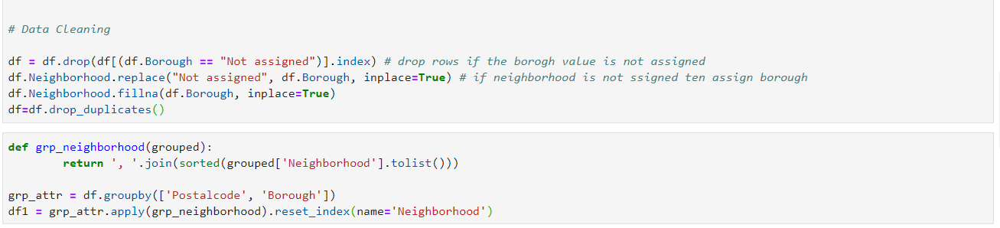 # Data Cleaning
df = df.drop(df[(df.Borough == "Not assigned")].index) # drop rows if the borogh value is not assigned
df.Neighborhood.replace("Not assigned", df.Borough, inplace=True) # if neighborhood is not ssigned ten assign borough
df.Neighborhood.fillna(df.Borough, inplace=True)
df=df.drop_duplicates()
def grp_neighborhood(grouped):
        return ', '.join(sorted(grouped['Neighborhood'].tolist()))
grp_attr = df.groupby(['Postalcode', 'Borough'])
df1 = grp_attr.apply(grp_neighborhood).reset_index(name='Neighborhood')